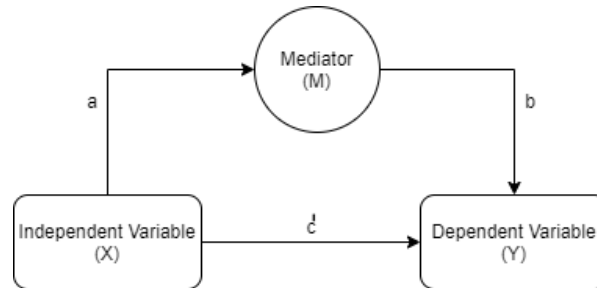 Mediator
(M)
a
b
Independent Variable
(X)
c'
Dependent Variable
(Y)